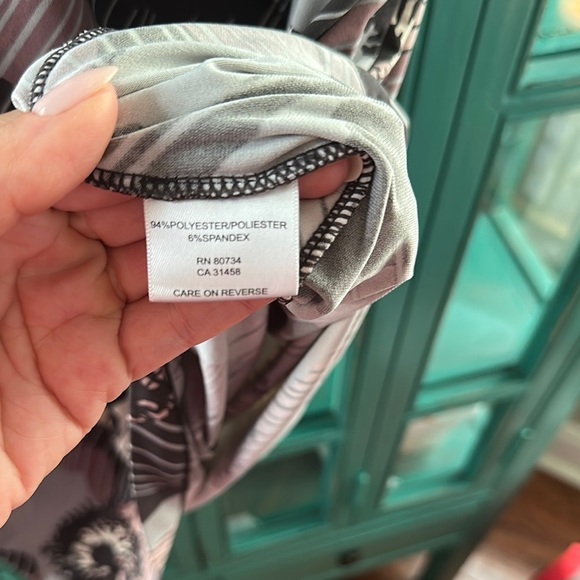 94%POLYESTER/POLIESTER
6%SPANDEX
RN 80734
CA 31458
CARE ON REVERSE